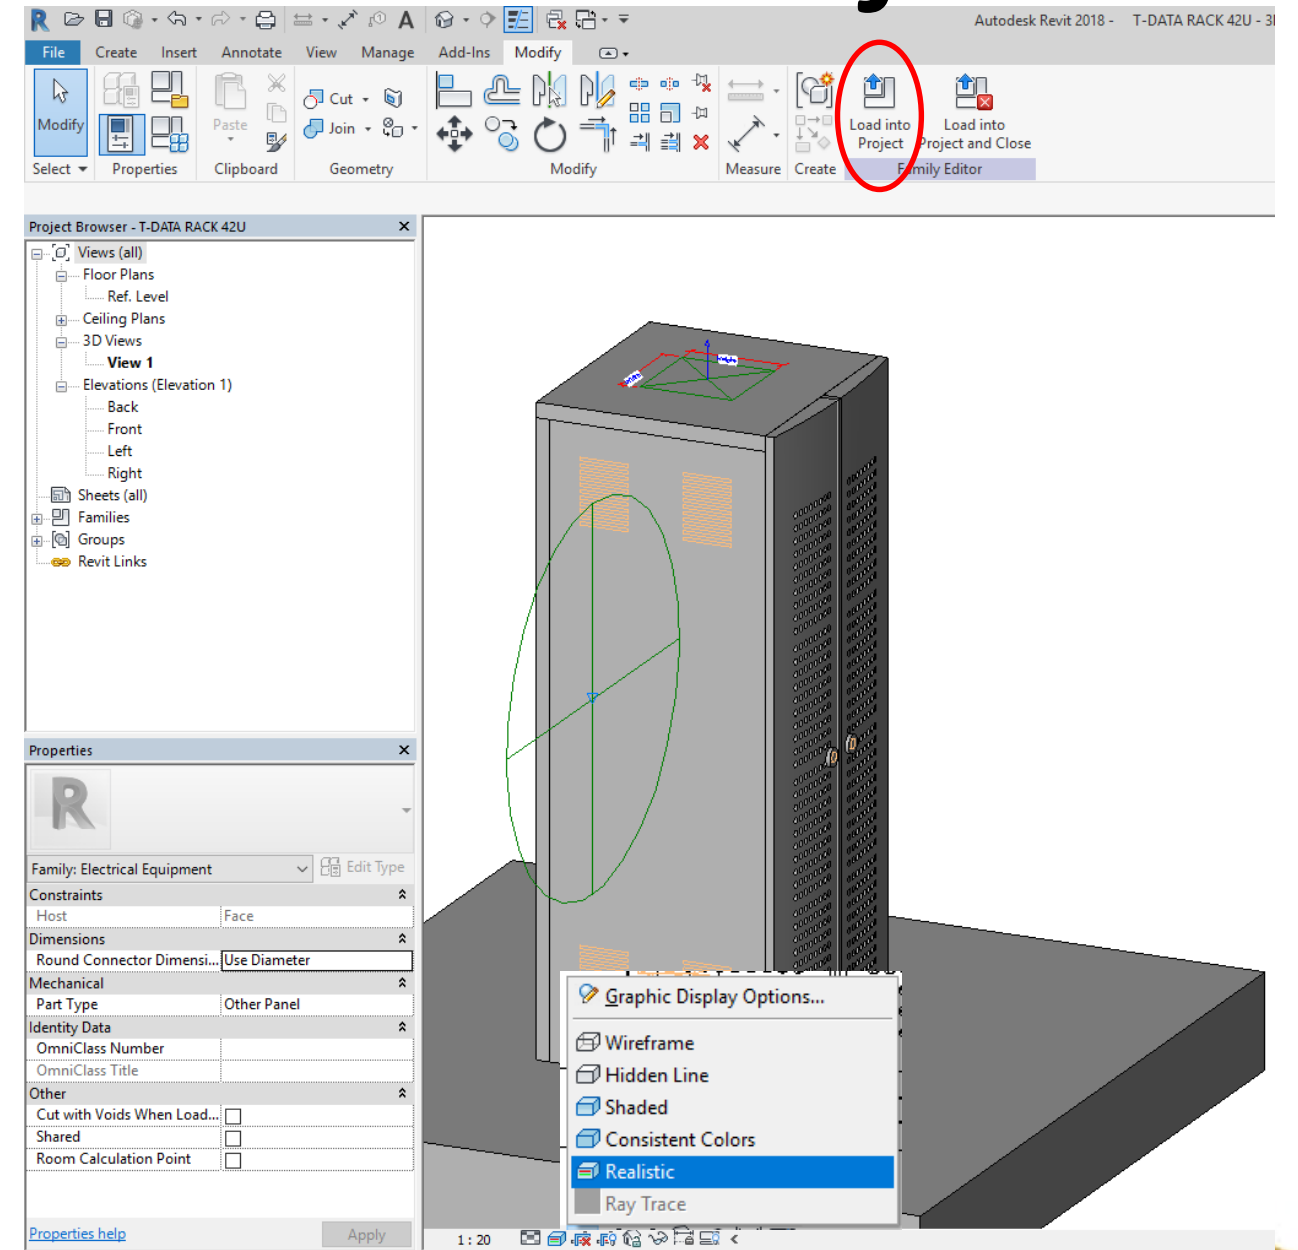 Autodesk Revit 2018 - T-DATA RACK 42U - 3
File Create Insert Annotate View Manage Add-Ins Modify
Modify
Paste
Cut
Join
Load into
Project
Load into
Project and Close
Select Properties Clipboard Geometry Modify Measure Create Family Editor
Project Browser - T-DATA RACK 42U
Views (all)
Floor Plans
Ref. Level
Ceiling Plans
3D Views
View 1
Elevations (Elevation 1)
Back
Front
Left
Right
Sheets (all)
Families
Groups
Revit Links
Properties
Family: Electrical Equipment
Edit Type
Constraints
Host Face
Dimensions
Round Connector Dimensi... Use Diameter
Mechanical
Part Type Other Panel
Identity Data
OmniClass Number
OmniClass Title
Other
Cut with Voids When Load...
Shared
Room Calculation Point
Properties help
Apply
Graphic Display Options...
Wireframe
Hidden Line
Shaded
Consistent Colors
Realistic
Ray Trace
1 : 20